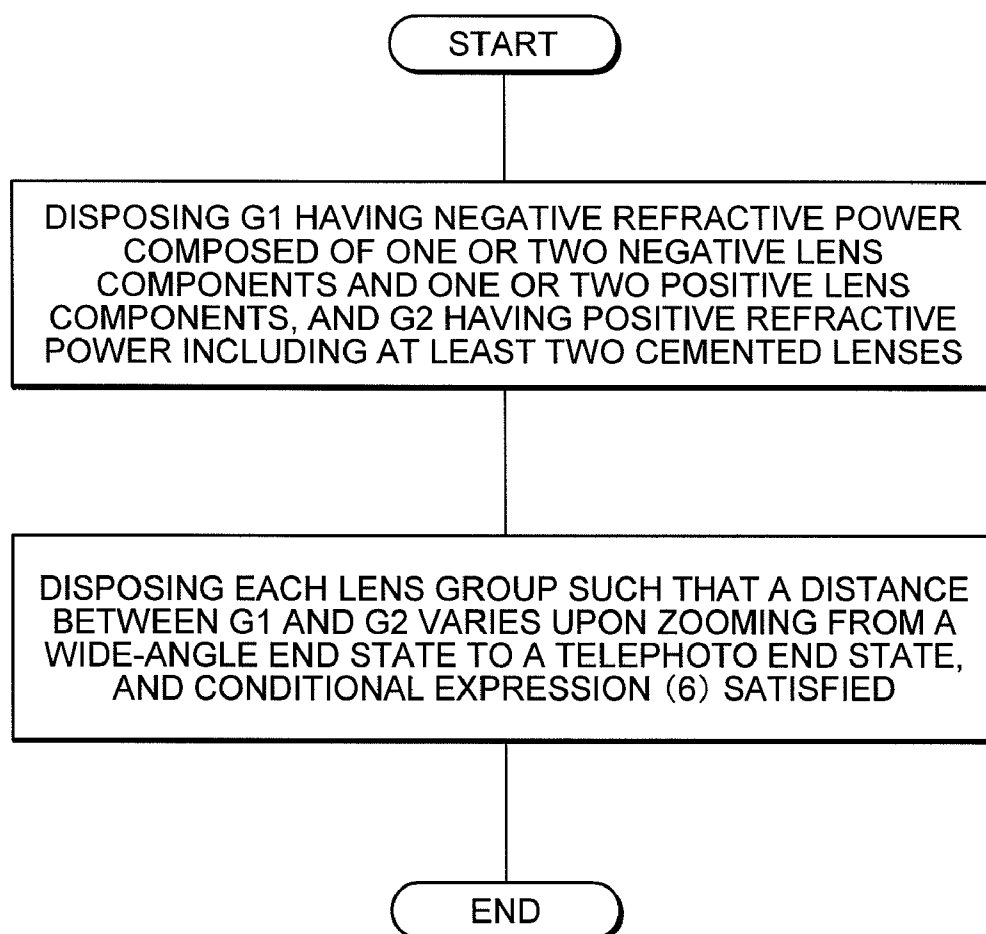 START
DISPOSING G1 HAVING NEGATIVE REFRACTIVE POWER
COMPOSED OF ONE OR TWO NEGATIVE LENS
COMPONENTS AND ONE OR TWO POSITIVE LENS
COMPONENTS, AND G2 HAVING POSITIVE REFRACTIVE
POWER INCLUDING AT LEAST TWO CEMENTED LENSES
DISPOSING EACH LENS GROUP SUCH THAT A DISTANCE
BETWEEN G1 AND G2 VARIES UPON ZOOMING FROM A
WIDE-ANGLE END STATE TO A TELEPHOTO END STATE,
AND CONDITIONAL EXPRESSION (6) SATISFIED
END